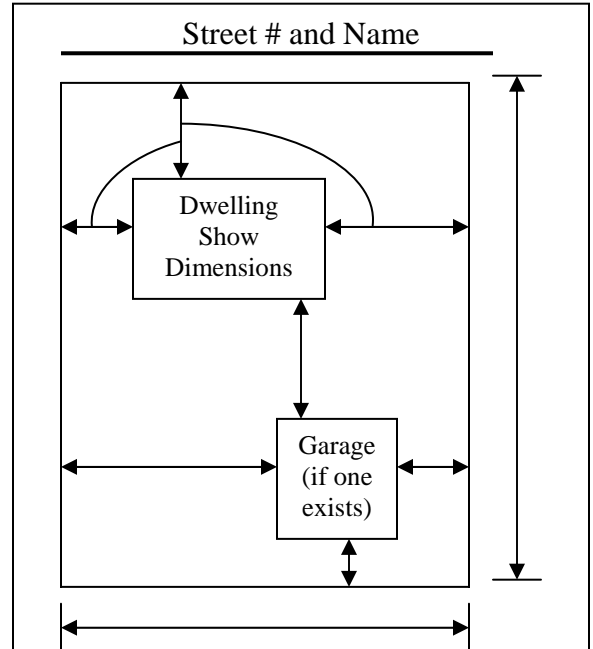 Street # and Name
Dwelling
Show
Dimensions
Garage
(if one
exists)